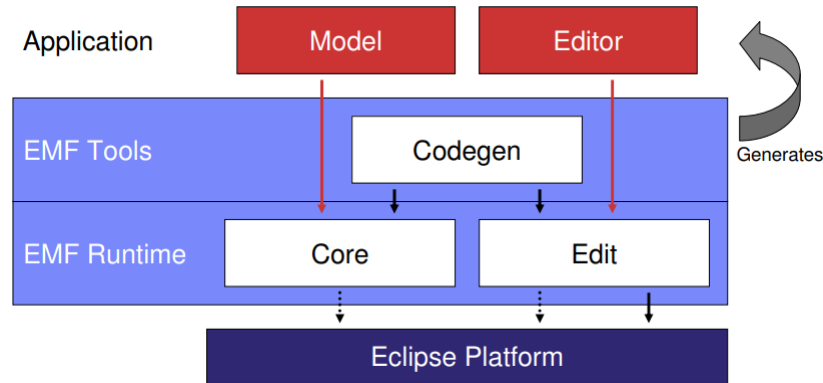 Application
Model
Editor
EMF Tools
Codegen
Generates
EMF Runtime
Core
Edit
Eclipse Platform